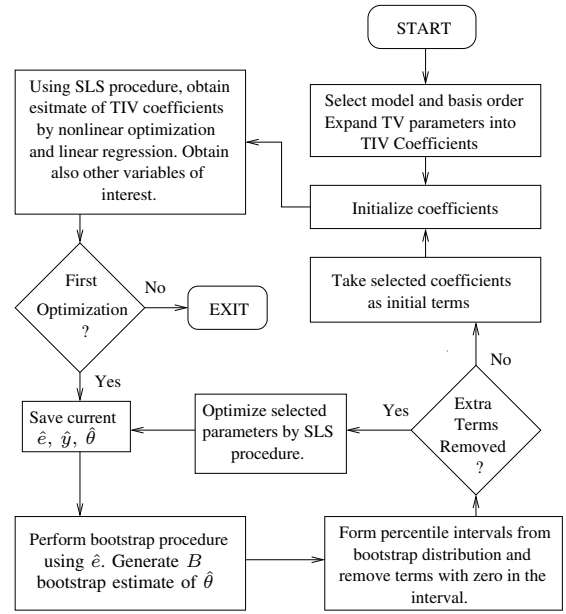 START
Select model and basis order
Expand TV parameters into
TIV Coefficients
Initialize coefficients
Using SLS procedure, obtain
esitmate of TIV coefficients
by nonlinear optimization
and linear regression. Obtain
also other variables of
interest.
First
Optimization
?
No
EXIT
Yes
Save current
ê, ŷ, θ̂
Perform bootstrap procedure
using ê. Generate B
bootstrap estimate of θ̂
Form percentile intervals from
bootstrap distribution and
remove terms with zero in the
interval.
Extra
Terms
Removed
?
Yes
Optimize selected
parameters by SLS
procedure.
No
Take selected coefficients
as initial terms